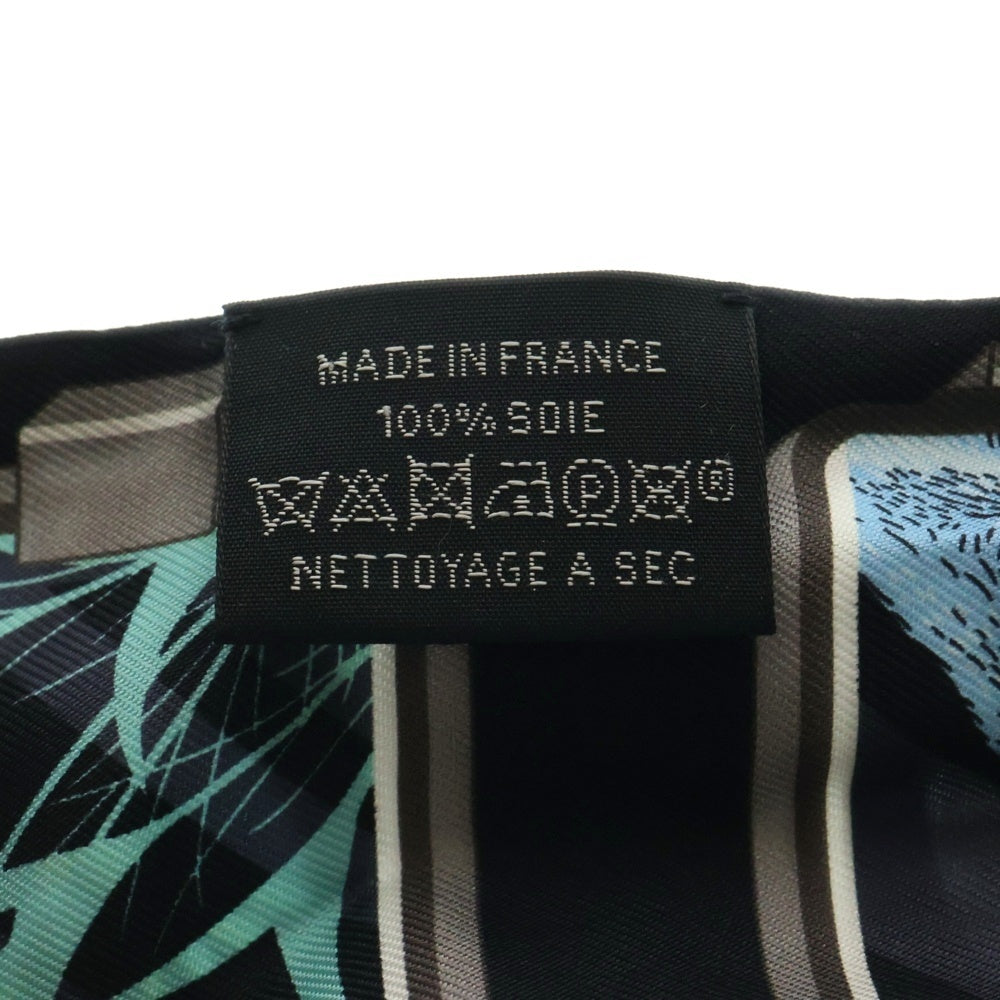 MADE IN FRANCE
100% SOIE
P ®
NETTOYAGE A SEC